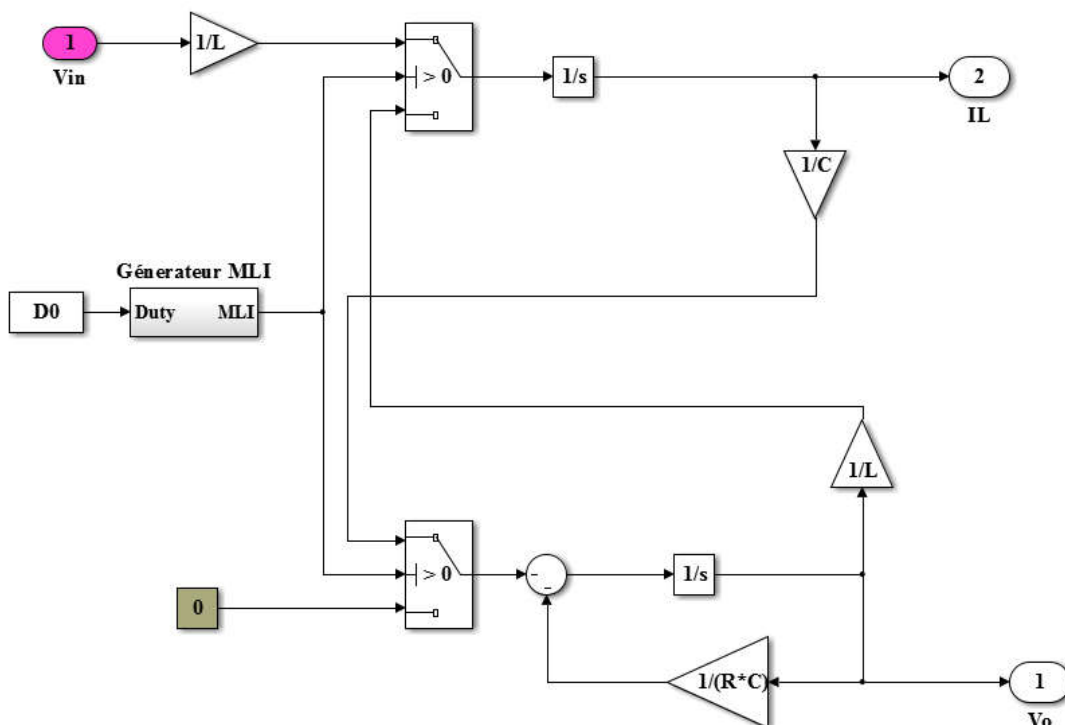 1
Vin
1/L
> 0
1/s
2
IL
1/C
Génerateur MLI
D0
Duty
MLI
1/L
> 0
0
-
-
1/s
1/(R*C)
1
Vo